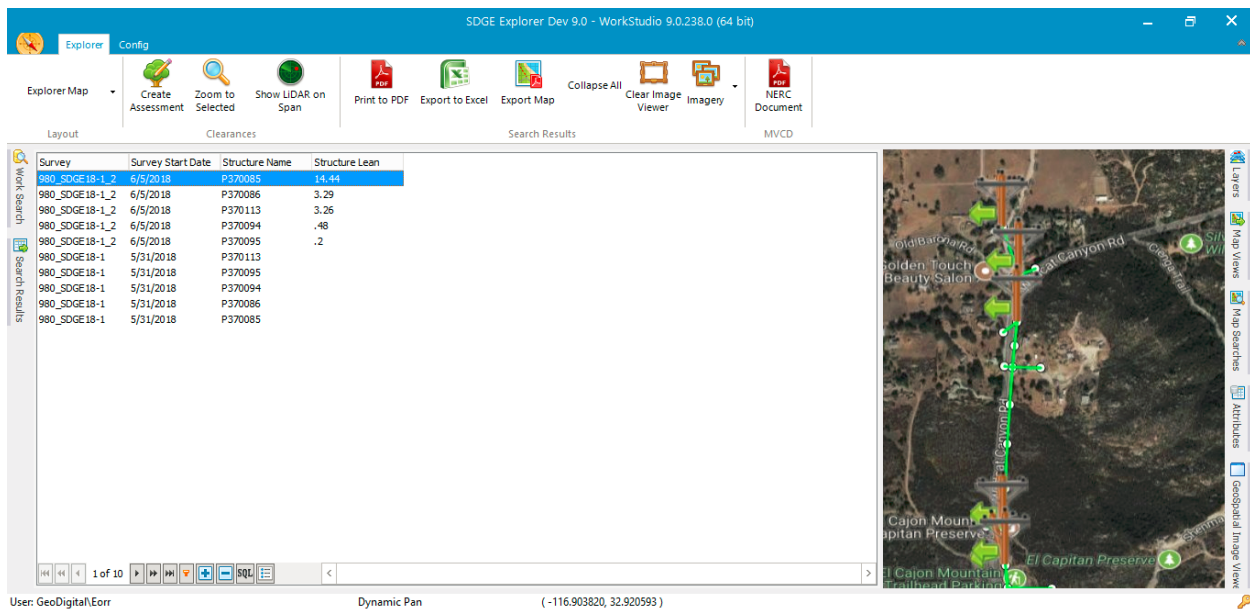 SDGE Explorer Dev 9.0 - WorkStudio 9.0.238.0 (64 bit)
Explorer Config
Explorer Map
Create Assessment
Zoom to Selected
Show LiDAR on Span
Print to PDF
Export to Excel
Export Map
Collapse All
Clear Image Viewer
Imagery
NERC Document
Layout Clearances Search Results MVCD
Work Search
Search Results
Survey Survey Start Date Structure Name Structure Lean
980_SDGE18-1_2 6/5/2018 P370085 14.44
980_SDGE18-1_2 6/5/2018 P370086 3.29
980_SDGE18-1_2 6/5/2018 P370113 3.26
980_SDGE18-1_2 6/5/2018 P370094 .48
980_SDGE18-1_2 6/5/2018 P370095 .2
980_SDGE18-1 5/31/2018 P370113
980_SDGE18-1 5/31/2018 P370095
980_SDGE18-1 5/31/2018 P370094
980_SDGE18-1 5/31/2018 P370086
980_SDGE18-1 5/31/2018 P370085
Old Barona Rd
at Canyon Rd
olden Touch
Beauty Salon
at Canyon Rd
Cajon Moun
apitan Preserve
El Capitan Preserve
El Cajon Mountain
Trailhead Parking
Layers
Map Views
Map Searches
Attributes
GeoSpatial Image Viewe
1 of 10 SQL
User: GeoDigital\Eorr Dynamic Pan ( -116.903820, 32.920593 )